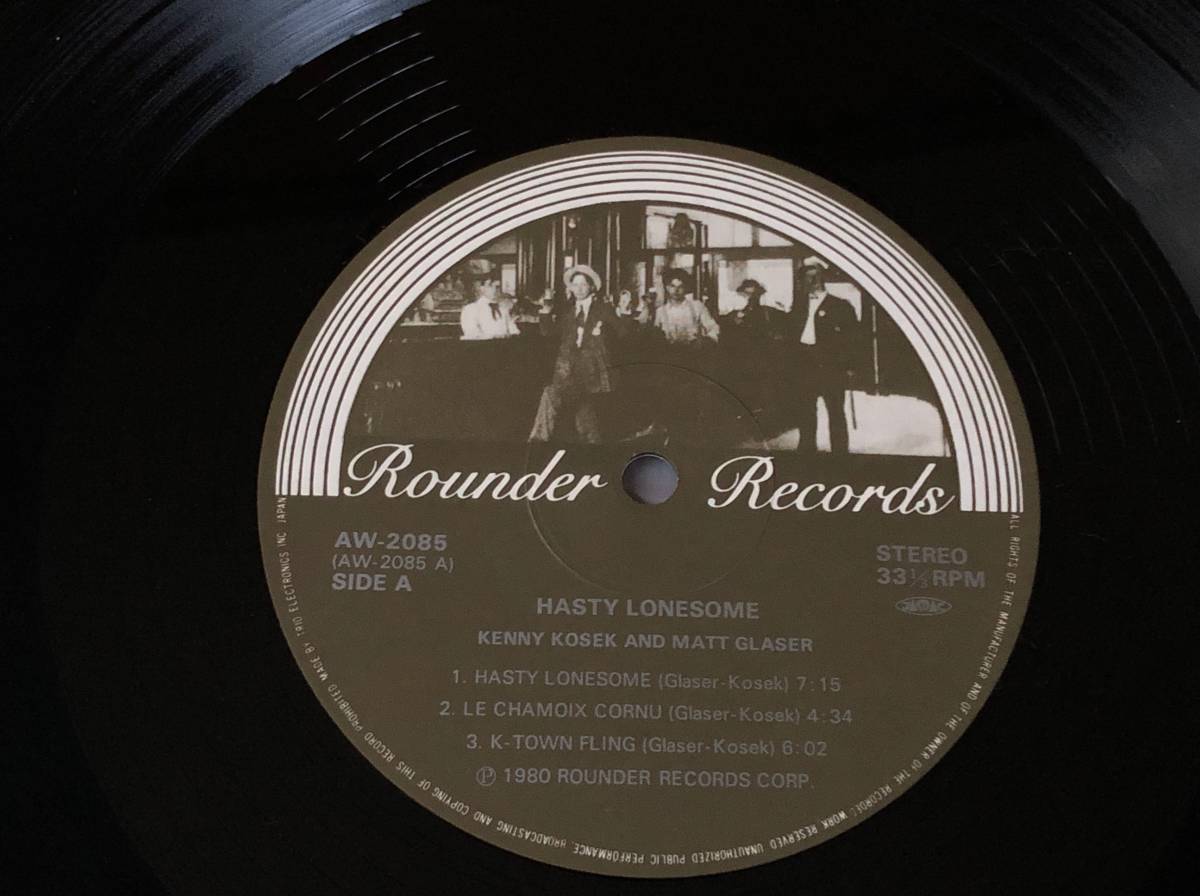 Rounder Records
AW-2085
(AW-2085 A)
SIDE A
STEREO
33 1/3 RPM
HASTY LONESOME
KENNY KOSEK AND MATT GLASER
1. HASTY LONESOME (Glaser-Kosek) 7:15
2. LE CHAMOIX CORNU (Glaser-Kosek) 4:34
3. K-TOWN FLING (Glaser-Kosek) 6:02
Ⓟ 1980 ROUNDER RECORDS CORP.
ALL RIGHTS OF THE MANUFACTURER AND OF THE OWNER OF THE RECORDED WORK RESERVED UNAUTHORIZED PUBLIC PERFORMANCE, BROADCASTING AND COPYING OF THIS RECORD PROHIBITED MADE BY TRIO ELECTRONICS INC. JAPAN